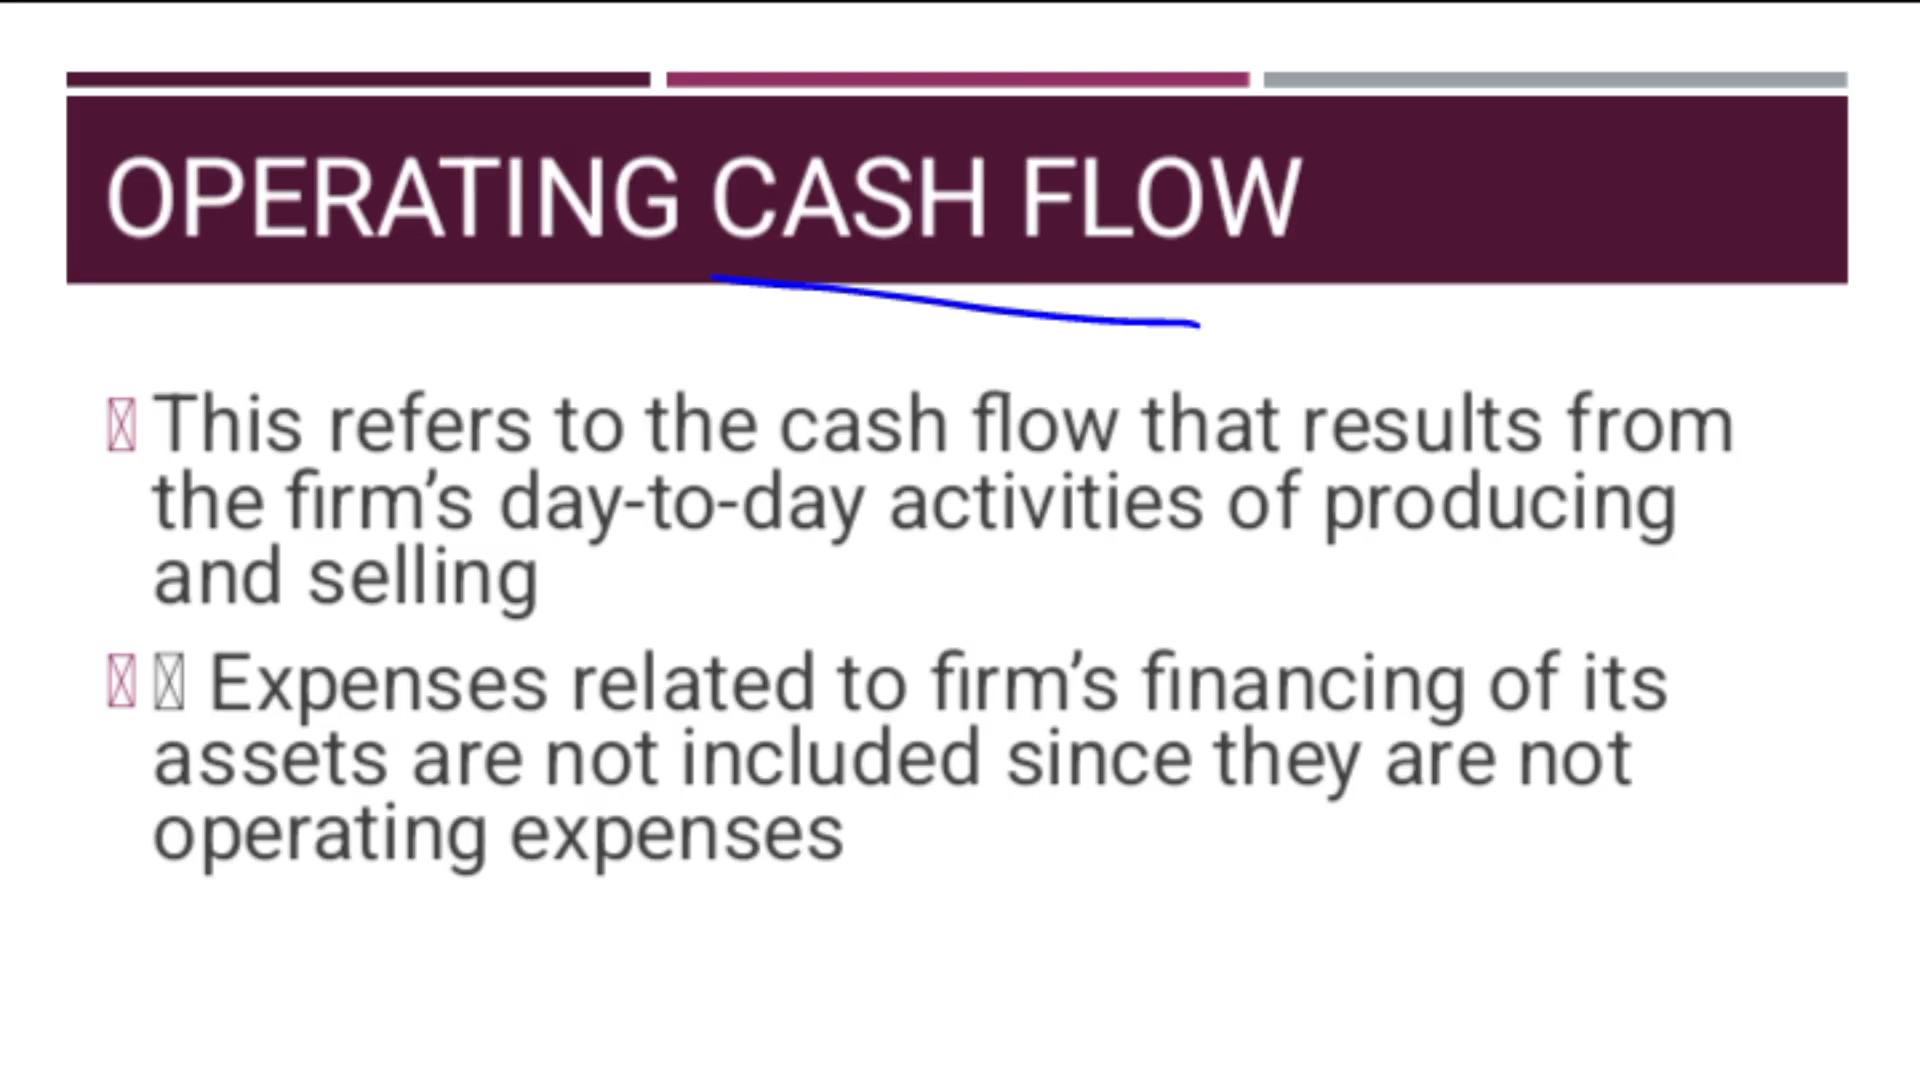 OPERATING CASH FLOW
This refers to the cash flow that results from
the firm’s day-to-day activities of producing
and selling
Expenses related to firm’s financing of its
assets are not included since they are not
operating expenses